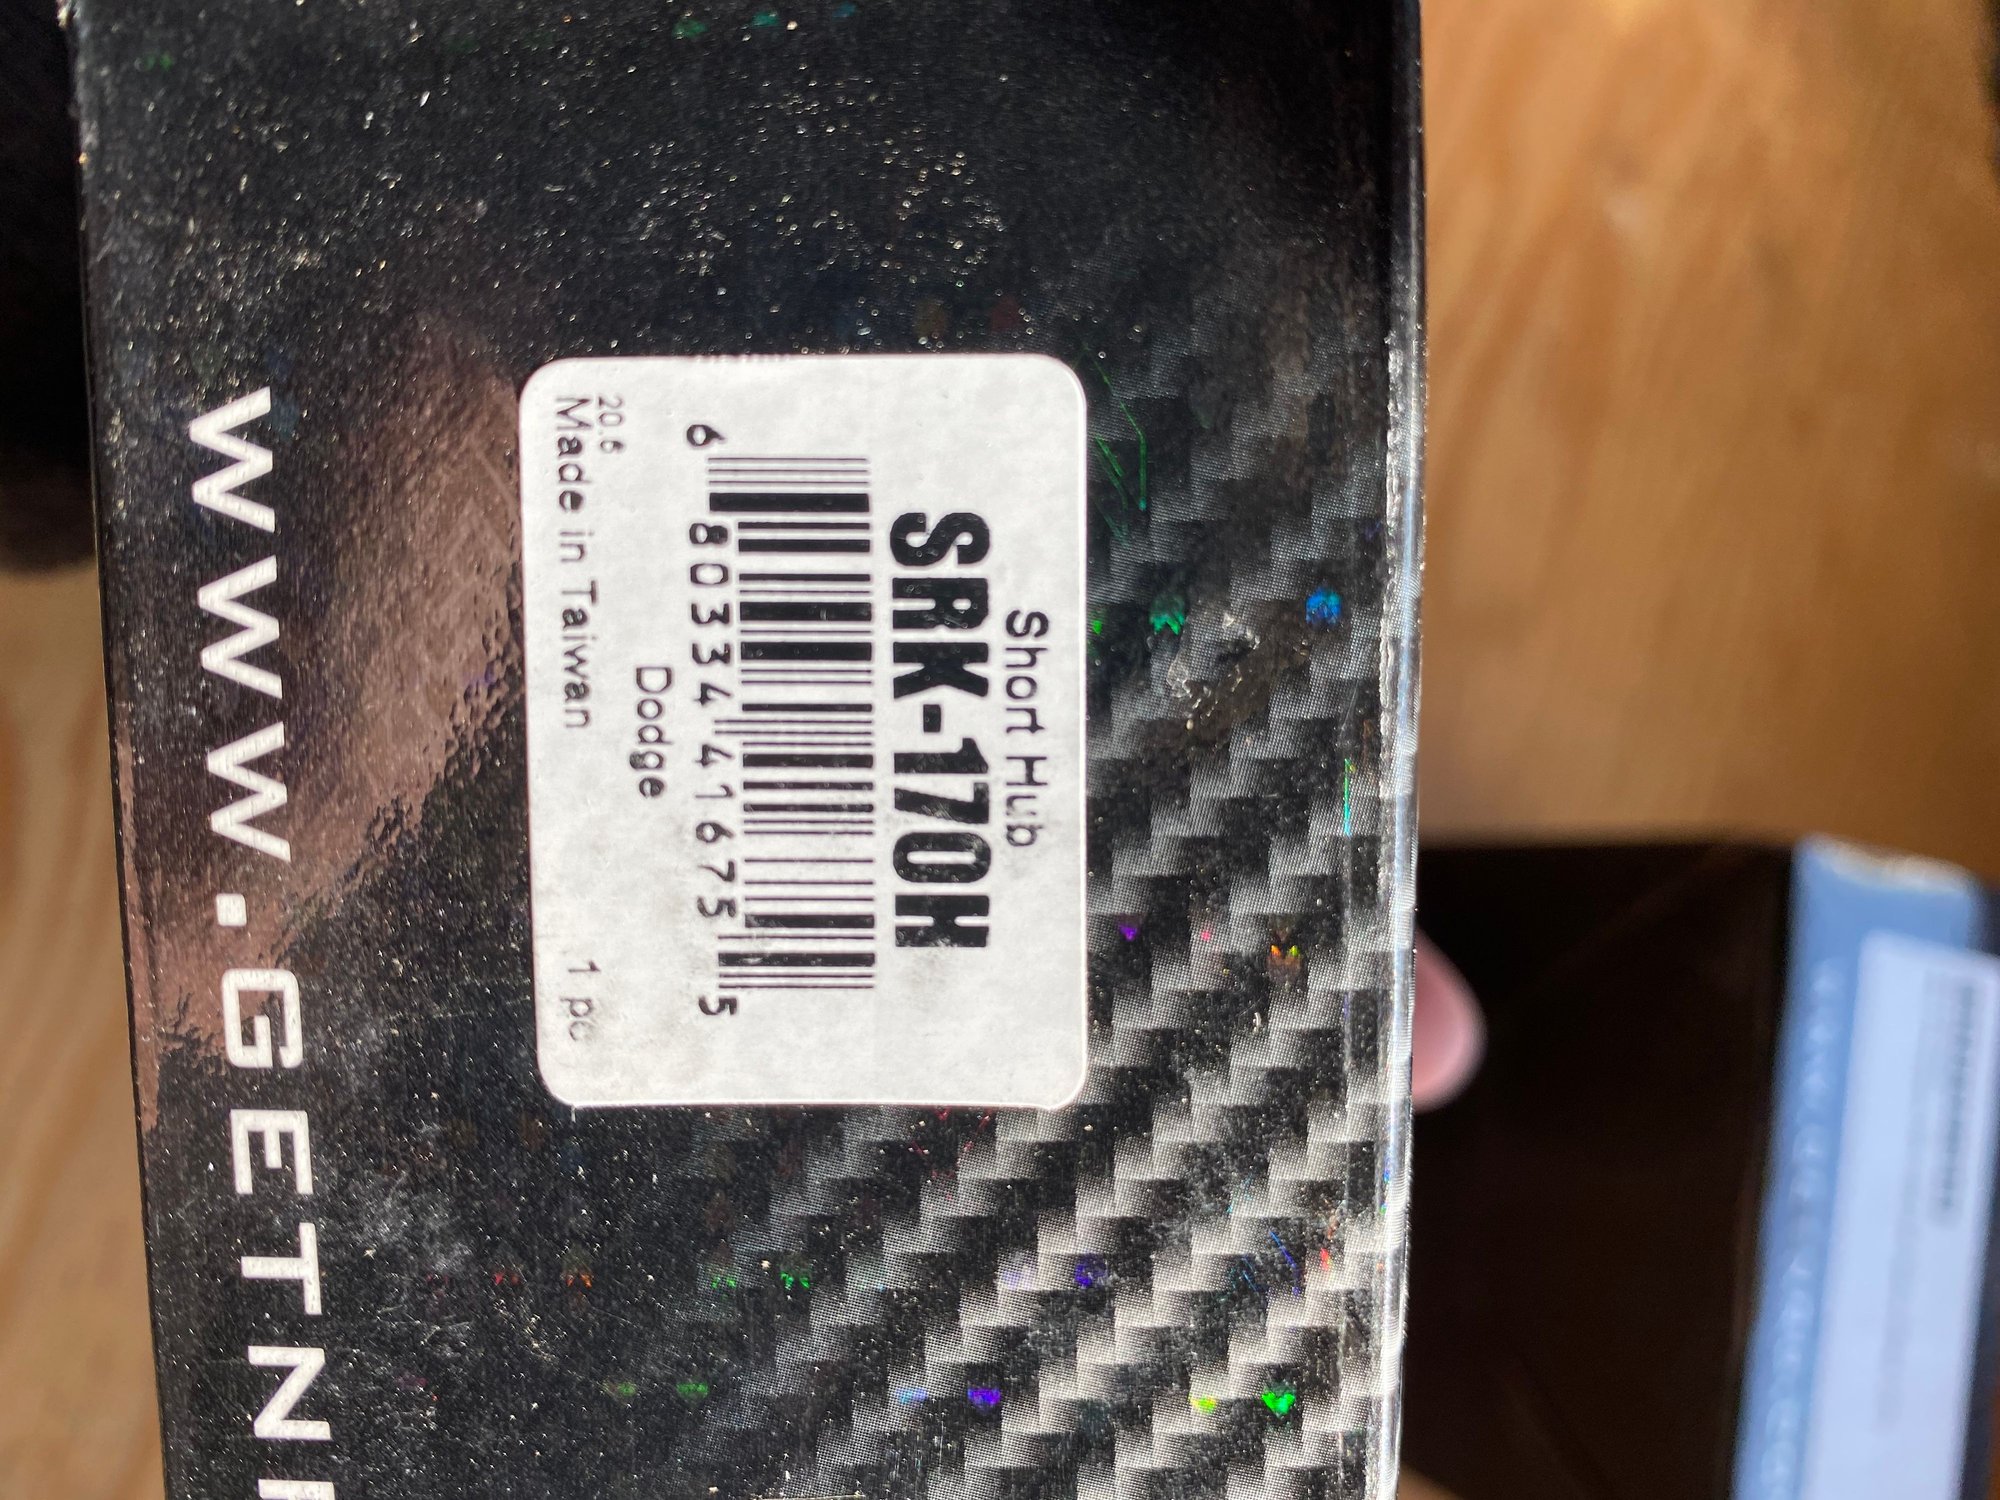 Short Hub
SRK-170H
6 80334 41675 5
Dodge
20.6
Made in Taiwan
1 pc
WWW.GETN